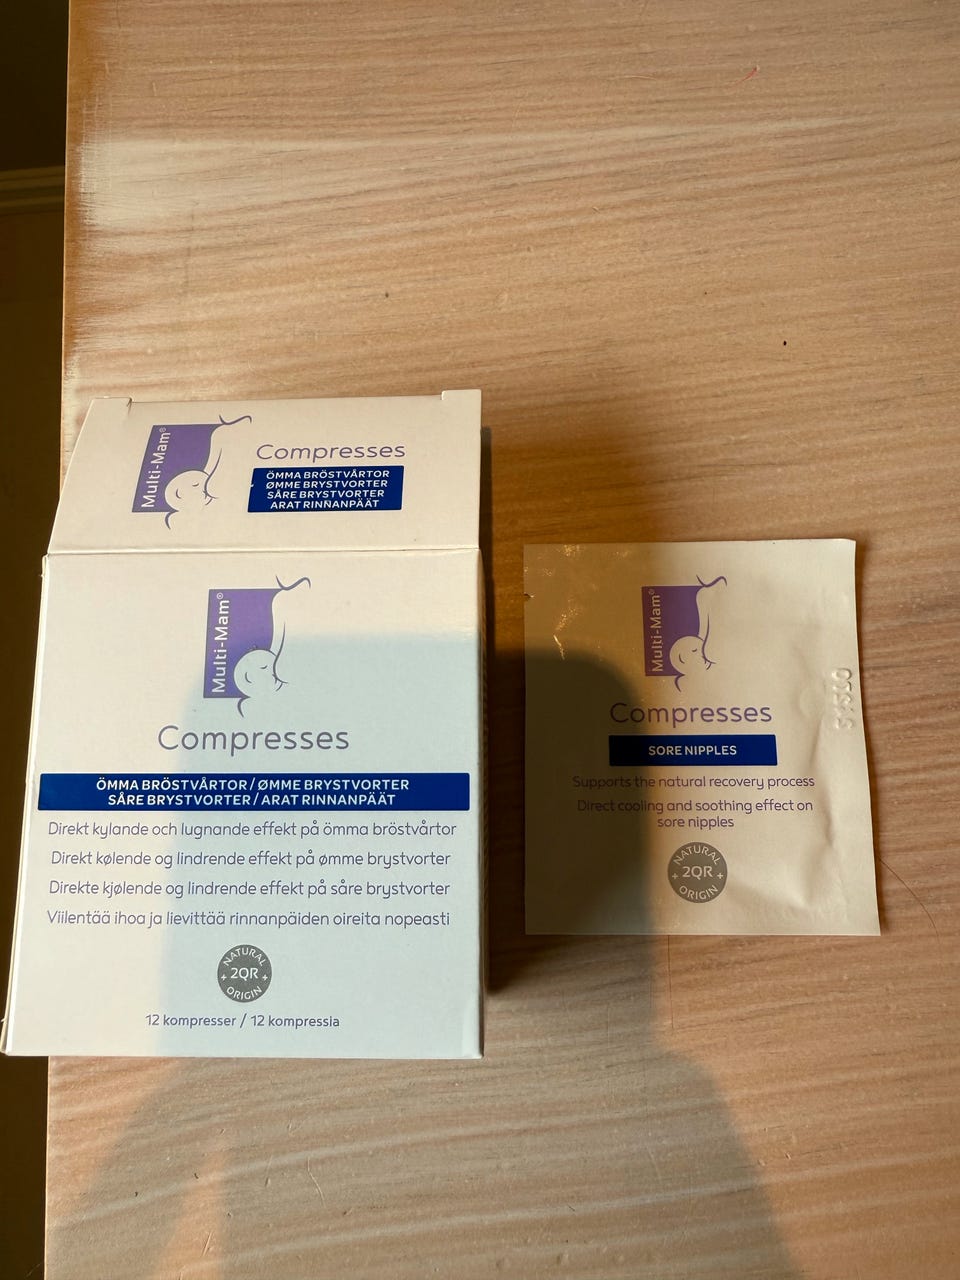 Multi-Mam®
Compresses
ÖMMA BRÖSTVÅRTOR
ØMME BRYSTVORTER
SÅRE BRYSTVORTER
ARAT RINNANPÄÄT
Multi-Mam®
Compresses
ÖMMA BRÖSTVÅRTOR / ØMME BRYSTVORTER
SÅRE BRYSTVORTER / ARAT RINNANPÄÄT
Direkt kylande och lugnande effekt på ömma bröstvårtor
Direkt kølende og lindrende effekt på ømme brystvorter
Direkte kjølende og lindrende effekt på såre brystvorter
Viilentää ihoa ja lievittää rinnanpäiden oireita nopeasti
NATURAL
+ 2QR +
ORIGIN
12 kompresser / 12 kompressia
Multi-Mam®
Compresses
SORE NIPPLES
Supports the natural recovery process
Direct cooling and soothing effect on
sore nipples
NATURAL
+ 2QR +
ORIGIN